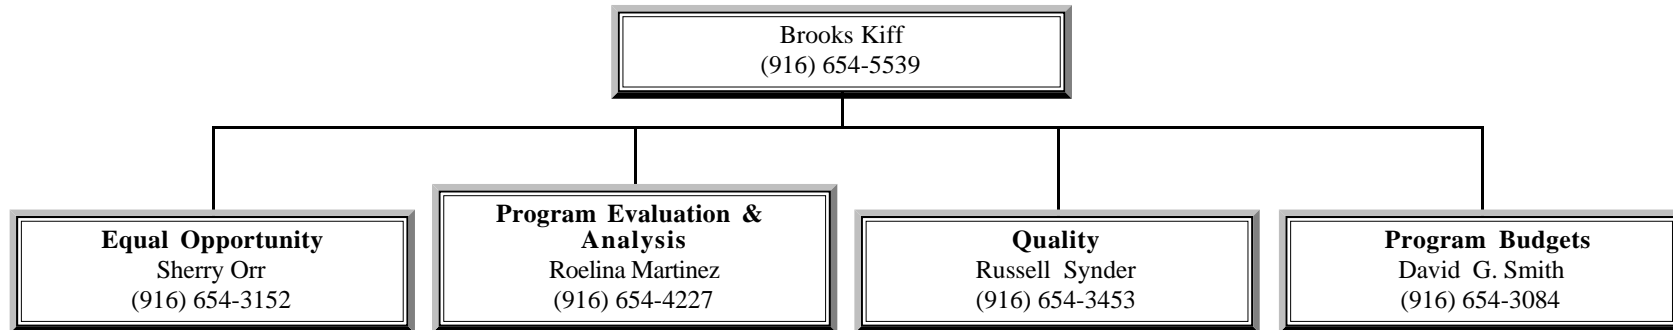 Brooks Kiff
(916) 654-5539
Equal Opportunity
Sherry Orr
(916) 654-3152
Program Evaluation &
Analysis
Roelina Martinez
(916) 654-4227
Quality
Russell Synder
(916) 654-3453
Program Budgets
David G. Smith
(916) 654-3084